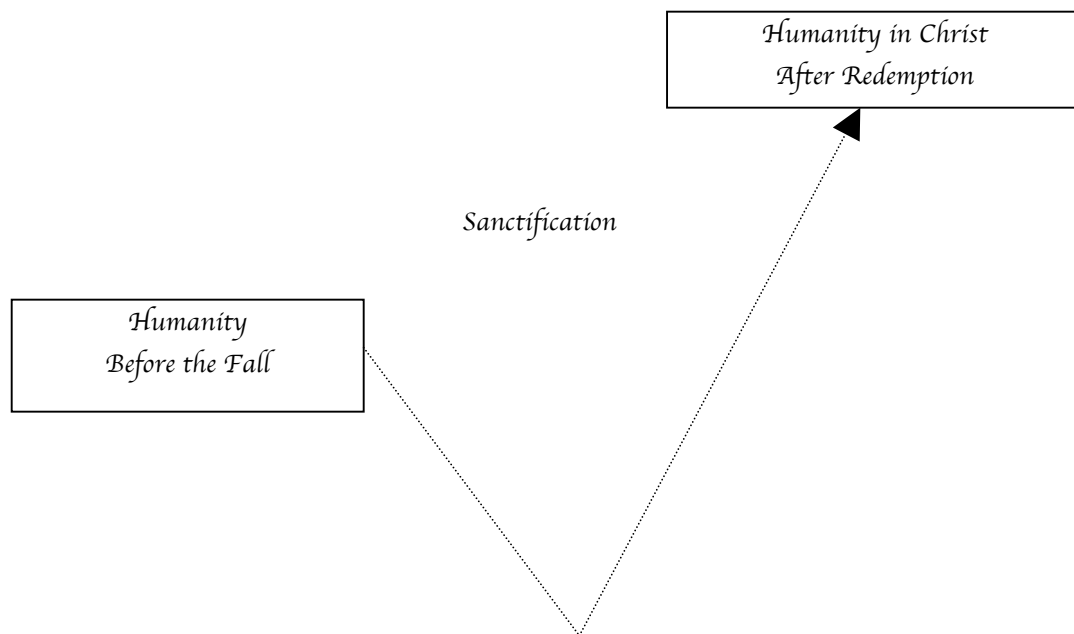 Humanity in Christ
After Redemption
Sanctification
Humanity
Before the Fall